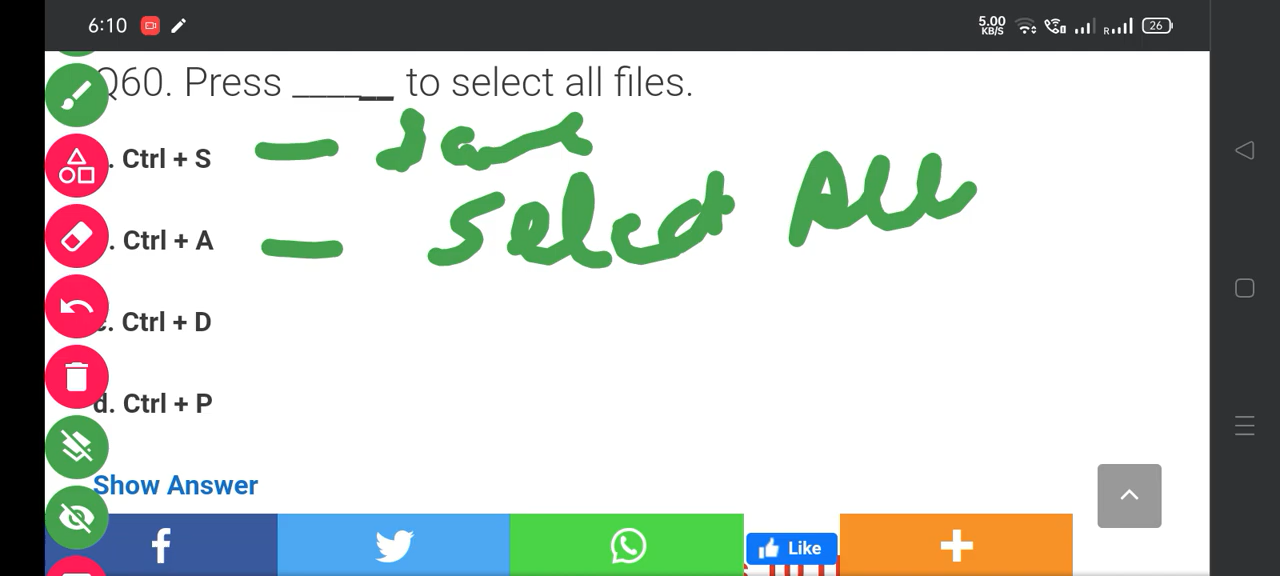 6:10 5.00 KB/S R 26
Q60. Press ______ to select all files.
. Ctrl + S — Save
. Ctrl + A — Select All
c. Ctrl + D
d. Ctrl + P
Show Answer
f Like +